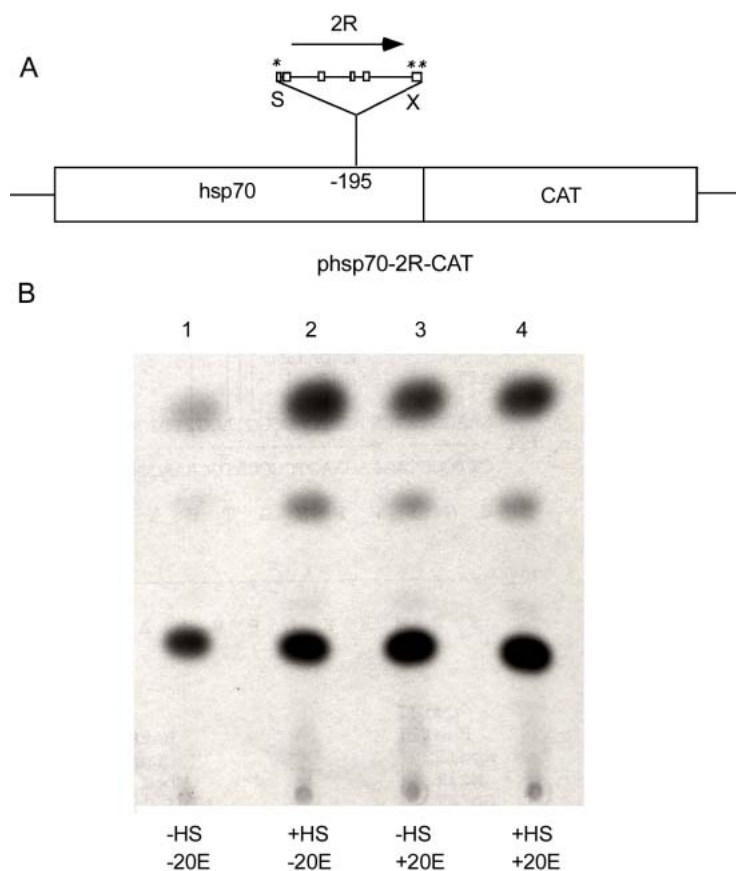 2R
A
* **
S X
-195
hsp70 CAT
phsp70-2R-CAT
B
1 2 3 4
-HS +HS -HS +HS
-20E -20E +20E +20E